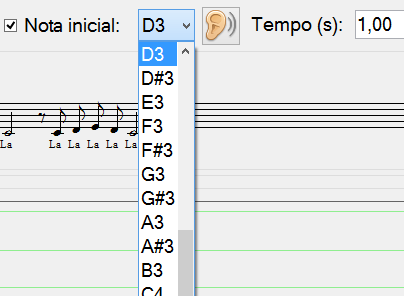 Nota inicial: D3 Tempo (s): 1,00
D3
D#3
E3
F3
F#3
La La La La La
G3
G#3
A3
A#3
B3
C4